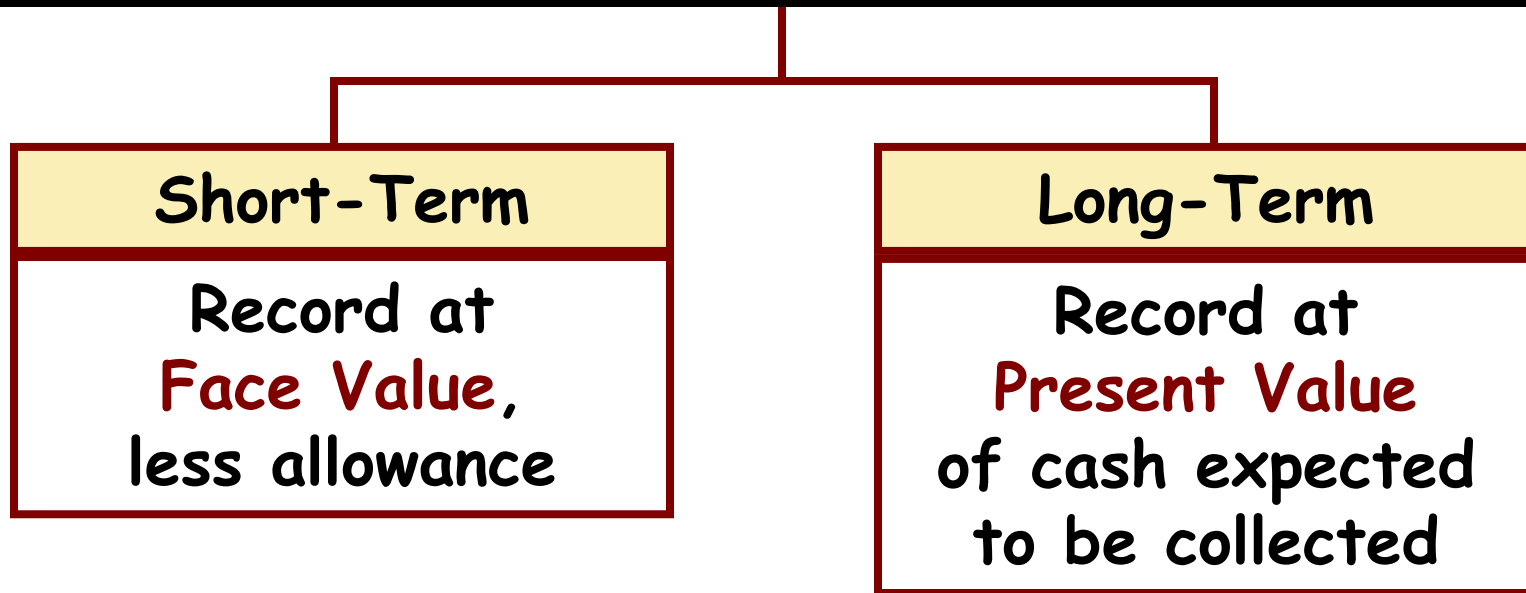 Short-Term
Record at
Face Value,
less allowance
Long-Term
Record at
Present Value
of cash expected
to be collected